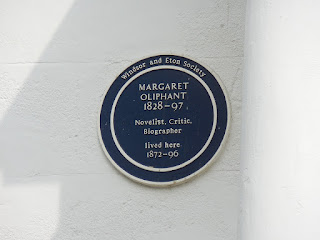 Windsor and Eton Society
MARGARET
OLIPHANT
1828-97
Novelist, Critic,
Biographer
lived here
1872-96